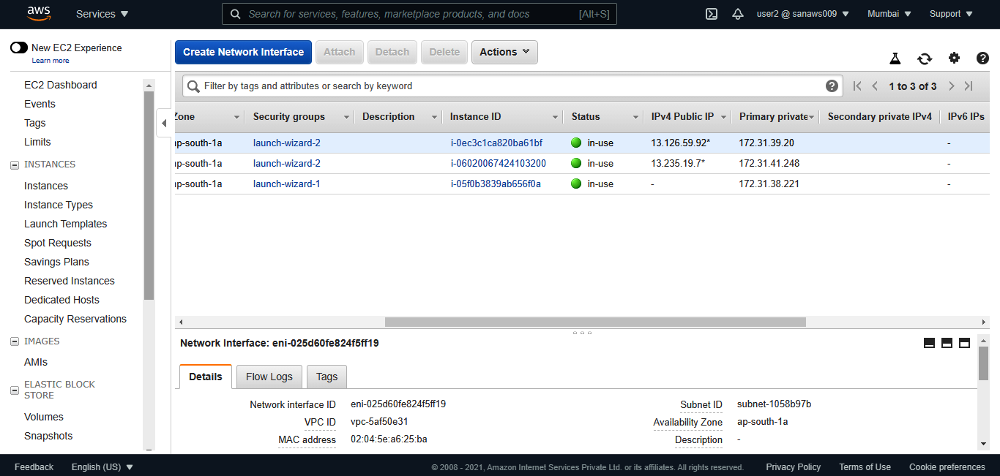 aws Services Search for services, features, marketplace products, and docs [Alt+S] user2 @ sanaws009 Mumbai Support
New EC2 Experience
Learn more
EC2 Dashboard
Events
Tags
Limits
INSTANCES
Instances
Instance Types
Launch Templates
Spot Requests
Savings Plans
Reserved Instances
Dedicated Hosts
Capacity Reservations
IMAGES
AMIs
ELASTIC BLOCK
STORE
Volumes
Snapshots
Create Network Interface Attach Detach Delete Actions
Filter by tags and attributes or search by keyword 1 to 3 of 3
Zone Security groups Description Instance ID Status IPv4 Public IP Primary private Secondary private IPv4 IPv6 IPs
ap-south-1a launch-wizard-2 i-0ec3c1ca820ba61bf in-use 13.126.59.92* 172.31.39.20 -
ap-south-1a launch-wizard-2 i-06020067424103200 in-use 13.235.19.7* 172.31.41.248 -
ap-south-1a launch-wizard-1 i-05f0b3839ab656f0a in-use - 172.31.38.221 -
Network Interface: eni-025d60fe824f5ff19
Details Flow Logs Tags
Network interface ID eni-025d60fe824f5ff19 Subnet ID subnet-1058b97b
VPC ID vpc-5af50e31 Availability Zone ap-south-1a
MAC address 02:04:5e:a6:25:ba Description -
Feedback English (US) © 2008 - 2021, Amazon Internet Services Private Ltd. or its affiliates. All rights reserved. Privacy Policy Terms of Use Cookie preferences